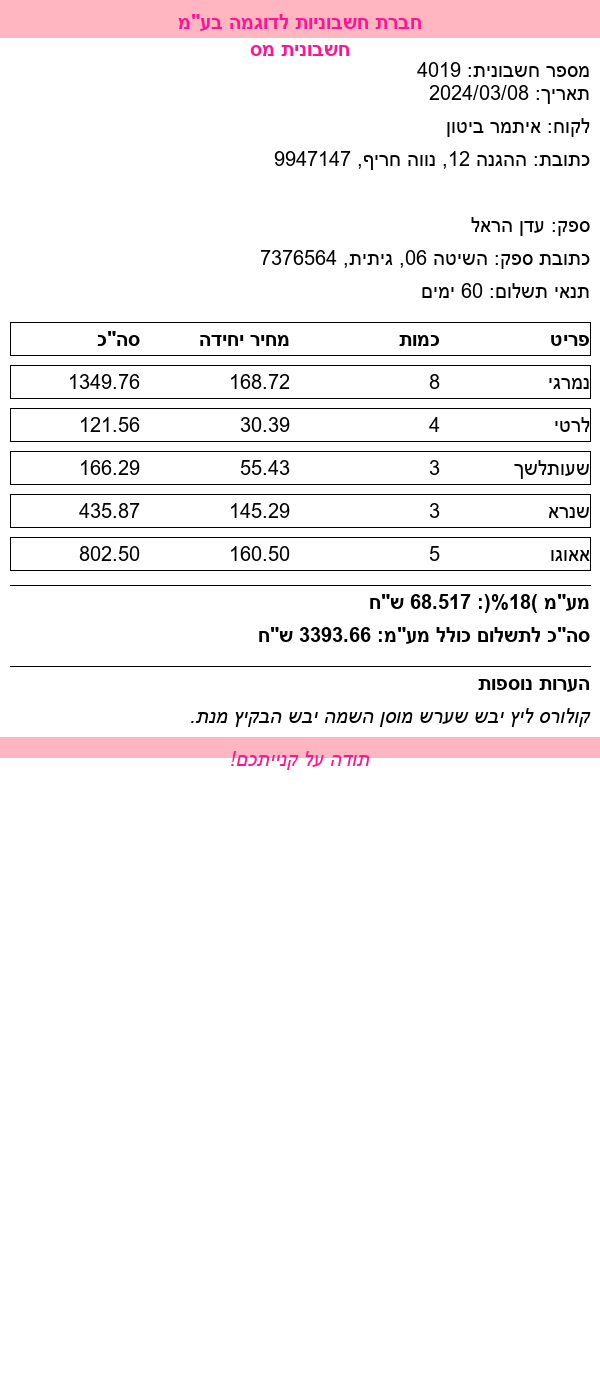 חברת חשבוניות לדוגמה בע"מ
חשבונית מס
מספר חשבונית: 4019
תאריך: 2024/03/08
לקוח: איתמר ביטון
כתובת: ההגנה 12, נווה חריף, 9947147
ספק: עדן הראל
כתובת ספק: השיטה 06, גיתית, 7376564
תנאי תשלום: 60 ימים
פריט כמות מחיר יחידה סה"כ
נמרגי 8 168.72 1349.76
לרטי 4 30.39 121.56
שעותלשך 3 55.43 166.29
שנרא 3 145.29 435.87
אאוגו 5 160.50 802.50
מע"מ )18%(: 68.517 ש"ח
סה"כ לתשלום כולל מע"מ: 3393.66 ש"ח
הערות נוספות
קולורס ליץ יבש שערש מוסן השמה יבש הבקיץ מנת.
תודה על קנייתכם!